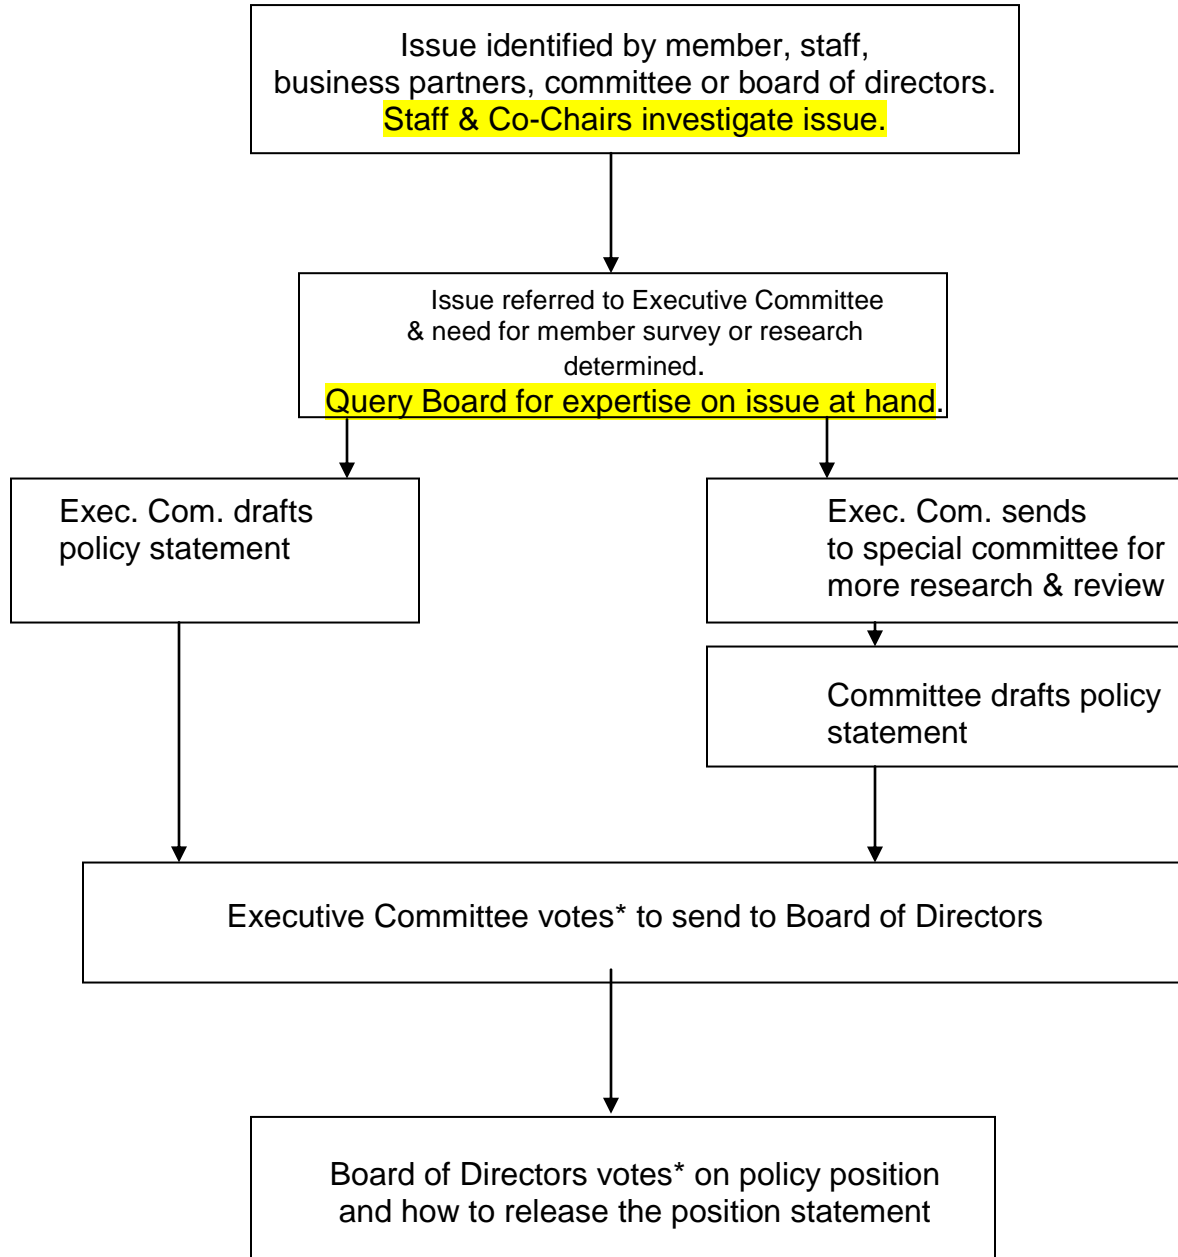 Issue identified by member, staff,
business partners, committee or board of directors.
Staff & Co-Chairs investigate issue.
Issue referred to Executive Committee
& need for member survey or research
determined.
Query Board for expertise on issue at hand.
Exec. Com. drafts
policy statement
Exec. Com. sends
to special committee for
more research & review
Committee drafts policy
statement
Executive Committee votes* to send to Board of Directors
Board of Directors votes* on policy position
and how to release the position statement